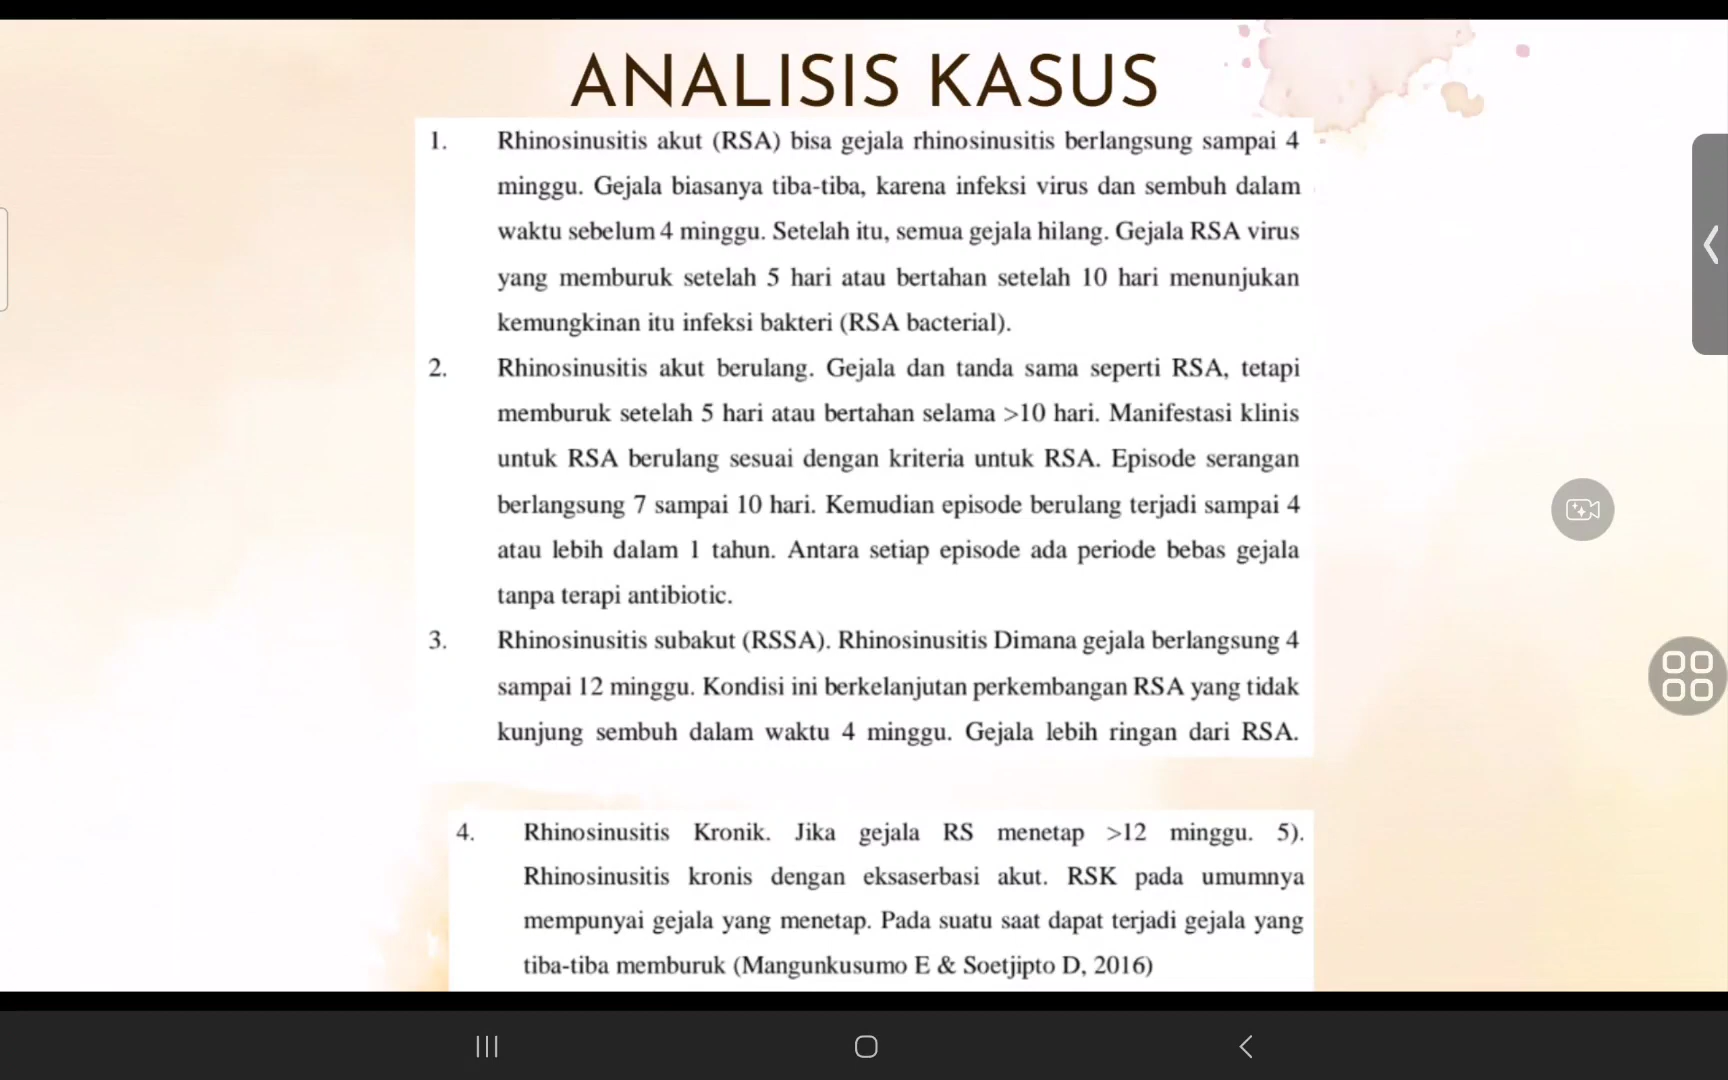 ANALISIS KASUS
1. Rhinosinusitis akut (RSA) bisa gejala rhinosinusitis berlangsung sampai 4
minggu. Gejala biasanya tiba-tiba, karena infeksi virus dan sembuh dalam
waktu sebelum 4 minggu. Setelah itu, semua gejala hilang. Gejala RSA virus
yang memburuk setelah 5 hari atau bertahan setelah 10 hari menunjukan
kemungkinan itu infeksi bakteri (RSA bacterial).
2. Rhinosinusitis akut berulang. Gejala dan tanda sama seperti RSA, tetapi
memburuk setelah 5 hari atau bertahan selama >10 hari. Manifestasi klinis
untuk RSA berulang sesuai dengan kriteria untuk RSA. Episode serangan
berlangsung 7 sampai 10 hari. Kemudian episode berulang terjadi sampai 4
atau lebih dalam 1 tahun. Antara setiap episode ada periode bebas gejala
tanpa terapi antibiotic.
3. Rhinosinusitis subakut (RSSA). Rhinosinusitis Dimana gejala berlangsung 4
sampai 12 minggu. Kondisi ini berkelanjutan perkembangan RSA yang tidak
kunjung sembuh dalam waktu 4 minggu. Gejala lebih ringan dari RSA.
4. Rhinosinusitis Kronik. Jika gejala RS menetap >12 minggu. 5).
Rhinosinusitis kronis dengan eksaserbasi akut. RSK pada umumnya
mempunyai gejala yang menetap. Pada suatu saat dapat terjadi gejala yang
tiba-tiba memburuk (Mangunkusumo E & Soetjipto D, 2016)